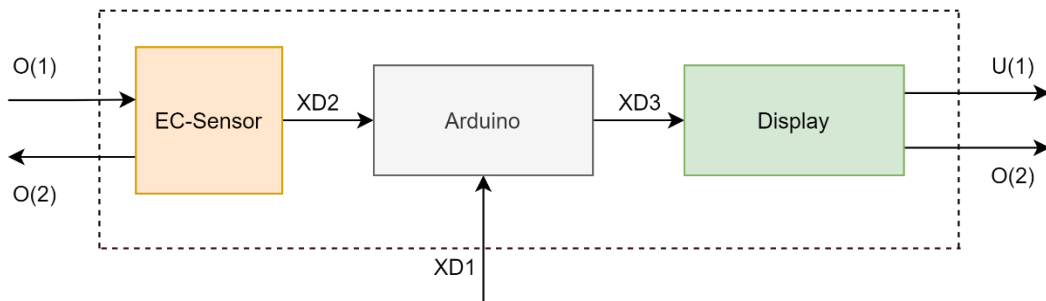 O(1)
U(1)
XD2
XD3
EC-Sensor
Arduino
Display
O(2)
O(2)
XD1